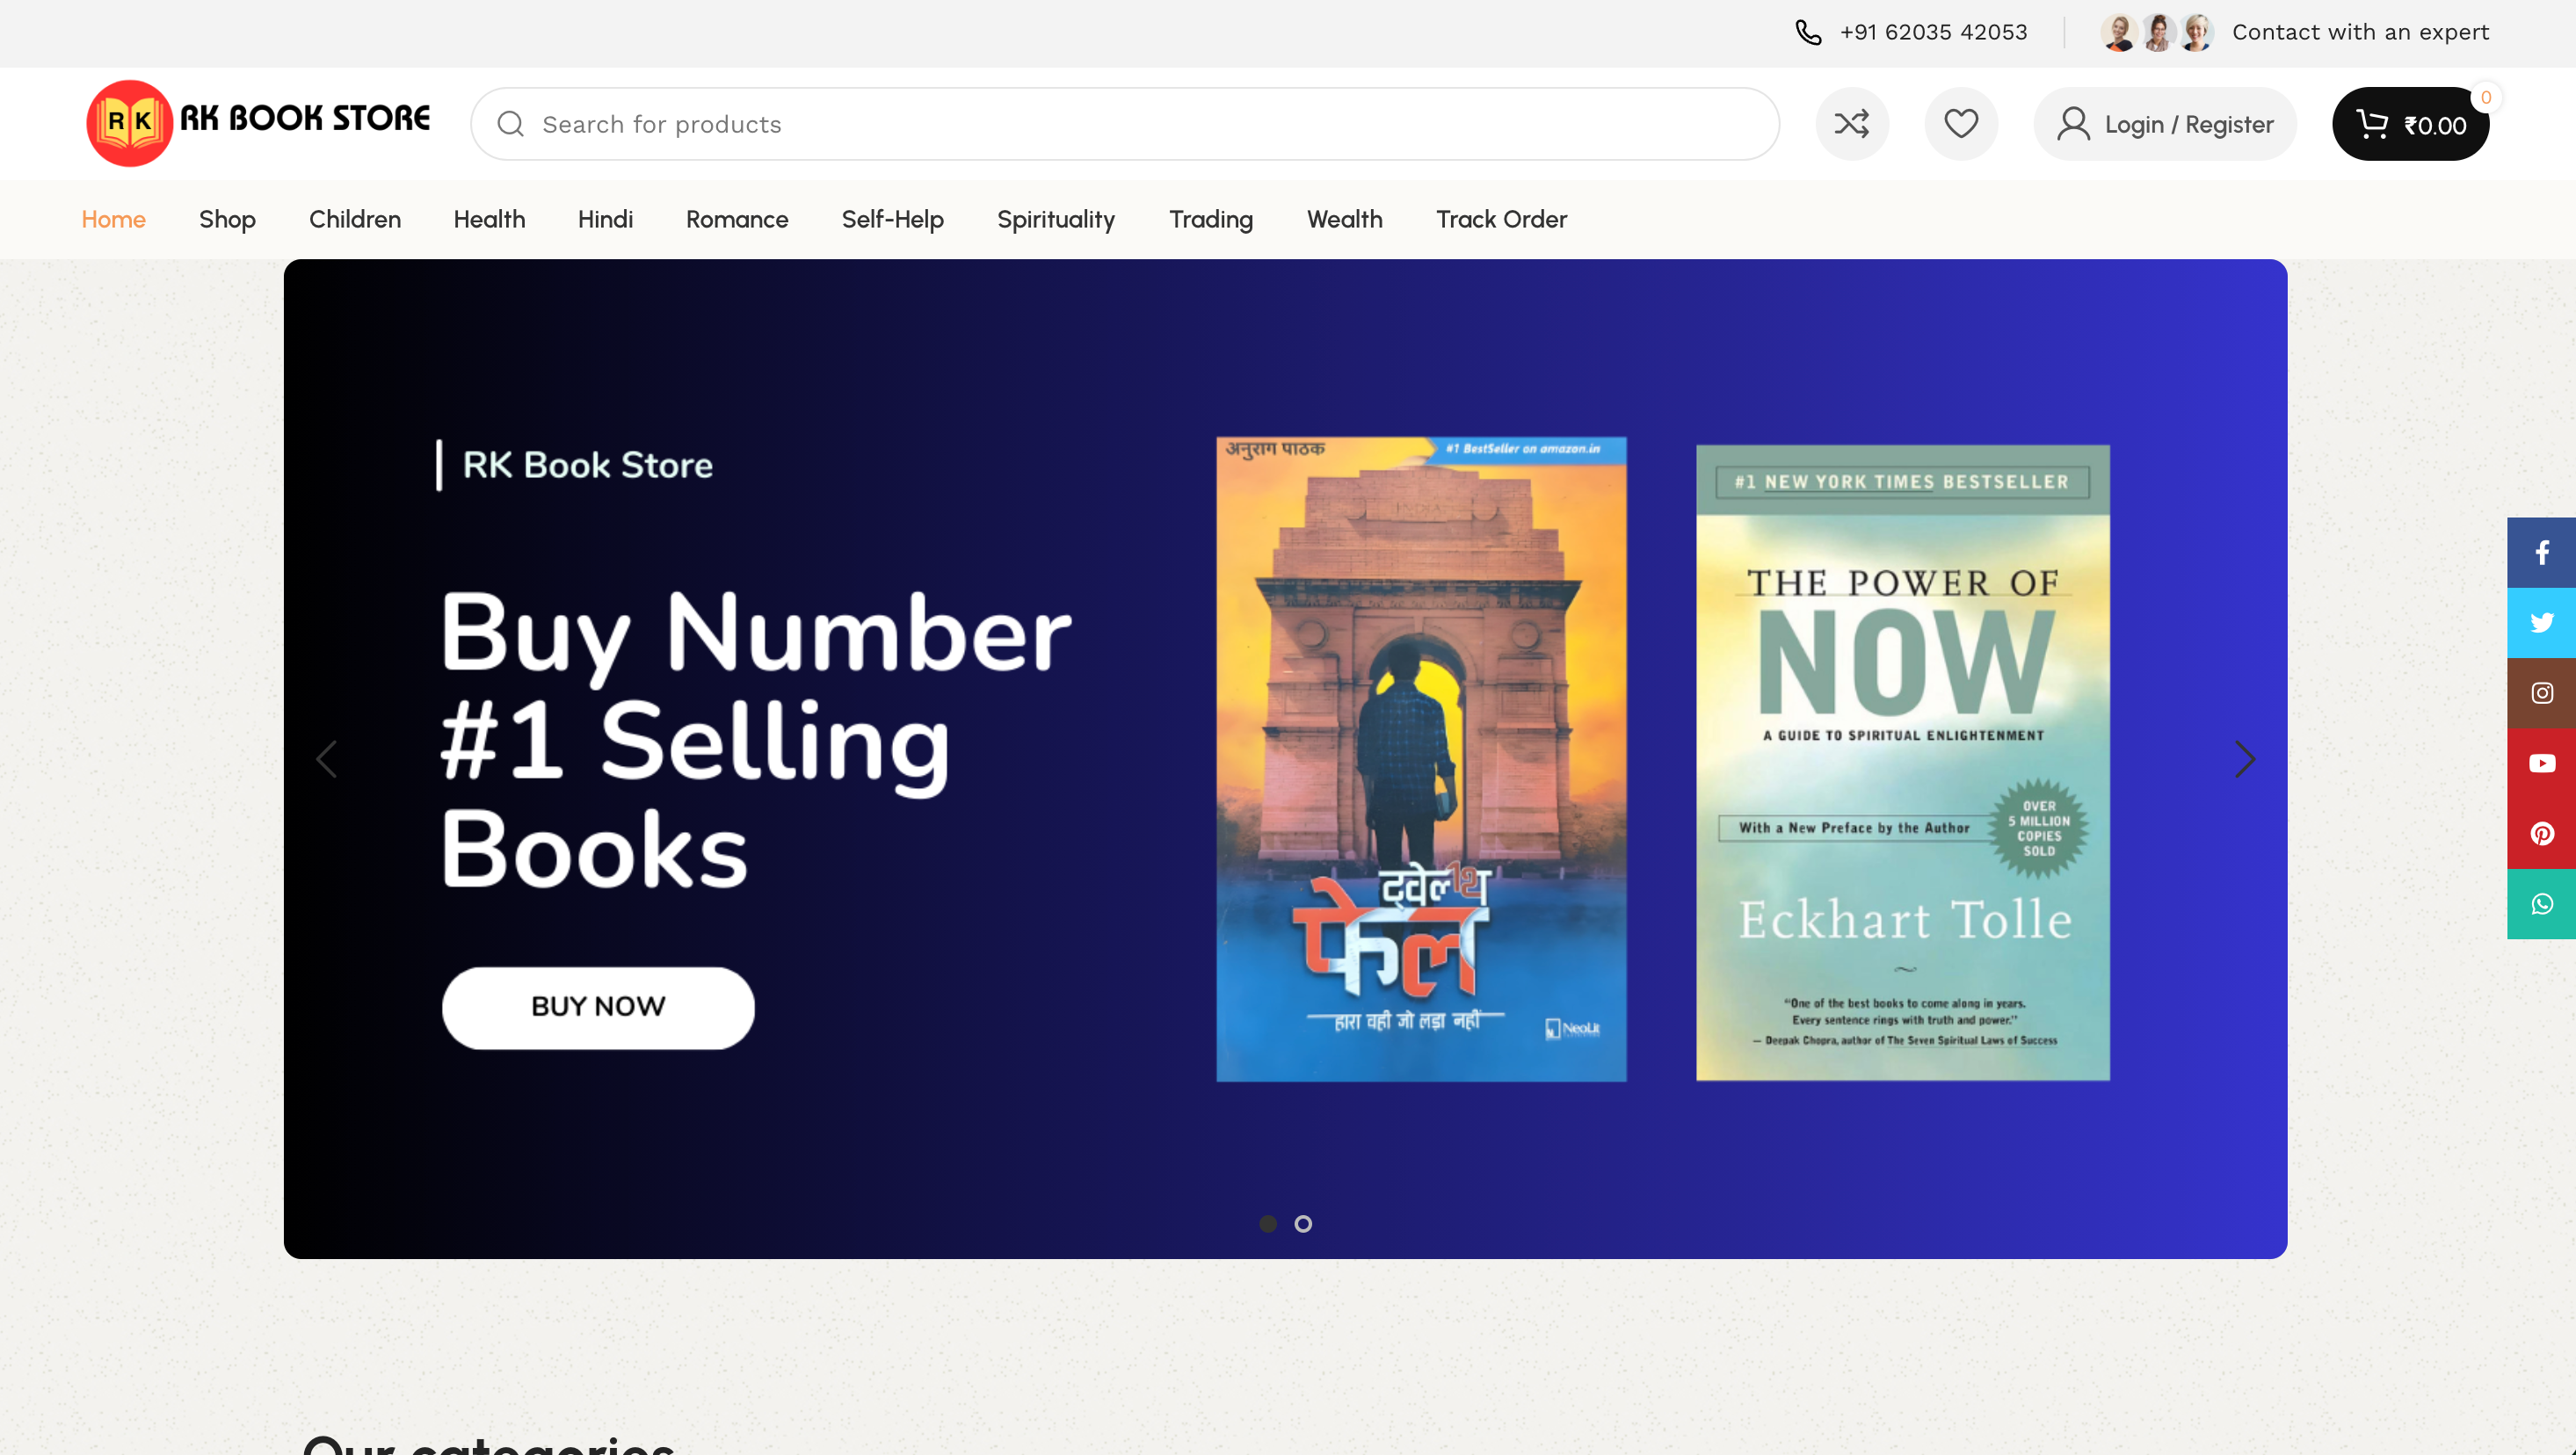 +91 62035 42053
Contact with an expert
RK
RK BOOK STORE
Search for products
Login / Register
₹0.00
0
Home
Shop
Children
Health
Hindi
Romance
Self-Help
Spirituality
Trading
Wealth
Track Order
RK Book Store
Buy Number
#1 Selling
Books
BUY NOW
अनुराग पाठक
#1 BestSeller on amazon.in
INDIA
ट्वेल्थ
12
फेल
हारा वही जो लड़ा नहीं
NeoLit
#1 NEW YORK TIMES BESTSELLER
THE POWER OF
NOW
A GUIDE TO SPIRITUAL ENLIGHTENMENT
With a New Preface by the Author
OVER
5 MILLION
COPIES
SOLD
Eckhart Tolle
“One of the best books to come along in years.
Every sentence rings with truth and power.”
— Deepak Chopra, author of The Seven Spiritual Laws of Success
Our categories